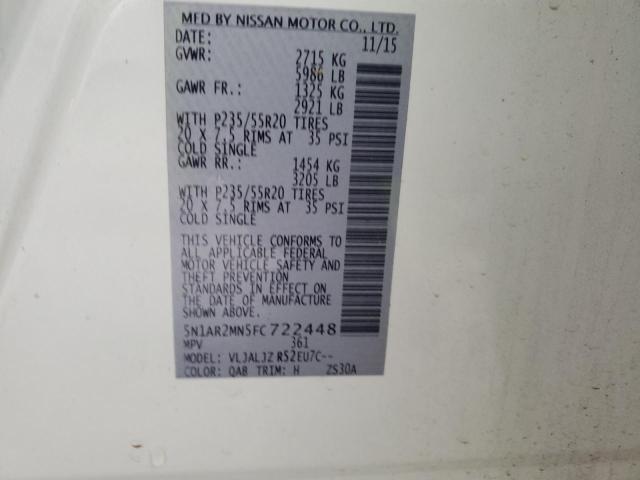 MFD BY NISSAN MOTOR CO., LTD.
DATE: 11/15
GVWR: 2715 KG
5986 LB
GAWR FR.: 1325 KG
2921 LB
WITH P235/55R20 TIRES
20 X 7.5 RIMS AT 35 PSI
COLD SINGLE
GAWR RR.: 1454 KG
3205 LB
WITH P235/55R20 TIRES
20 X 7.5 RIMS AT 35 PSI
COLD SINGLE
THIS VEHICLE CONFORMS TO
ALL APPLICABLE FEDERAL
MOTOR VEHICLE SAFETY AND
THEFT PREVENTION
STANDARDS IN EFFECT ON
THE DATE OF MANUFACTURE
SHOWN ABOVE.
5N1AR2MN5FC722448
MPV 361
MODEL: VLJALJZ R52EU7C--
COLOR: QAB TRIM: H ZS30A